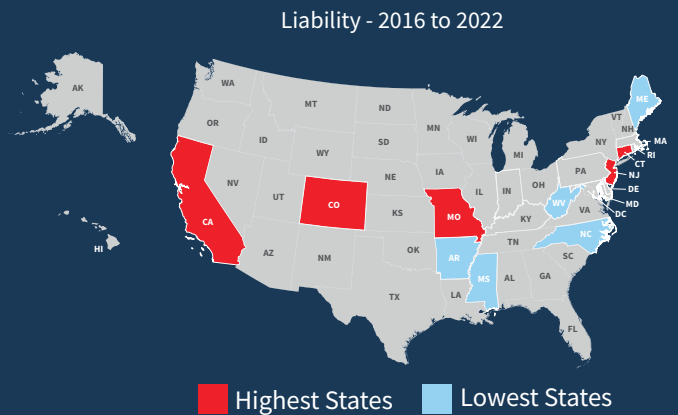 Liability - 2016 to 2022
AK
WA
MT
ND
MN
WI
MI
ME
VT
NH
NY
MA
RI
CT
NJ
DE
MD
DC
OR
ID
WY
SD
IA
NE
IL
IN
OH
PA
NV
UT
CO
KS
MO
KY
WV
VA
CA
AZ
NM
OK
AR
TN
NC
SC
TX
LA
MS
AL
GA
FL
HI
Highest States
Lowest States